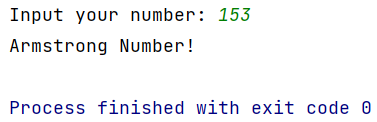 Input your number: 153
Armstrong Number!
Process finished with exit code 0